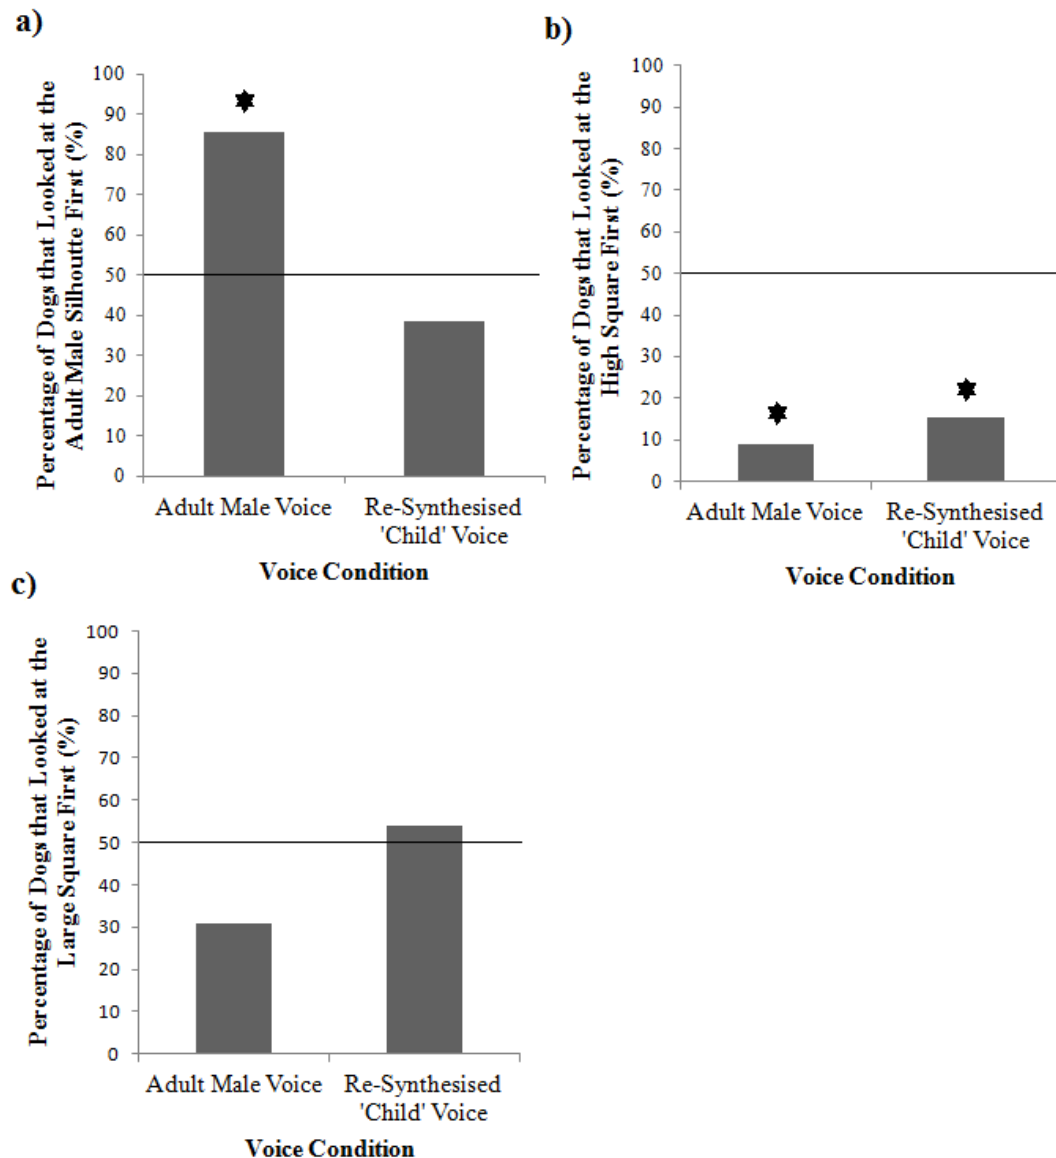 a)
Percentage of Dogs that Looked at the
Adult Male Silhoutte First (%)
100
90
80
70
60
50
40
30
20
10
0
Adult Male Voice
Re-Synthesised
'Child' Voice
Voice Condition
b)
Percentage of Dogs that Looked at the
High Square First (%)
100
90
80
70
60
50
40
30
20
10
0
Adult Male Voice
Re-Synthesised
'Child' Voice
Voice Condition
c)
Percentage of Dogs that Looked at the
Large Square First (%)
100
90
80
70
60
50
40
30
20
10
0
Adult Male Voice
Re-Synthesised
'Child' Voice
Voice Condition